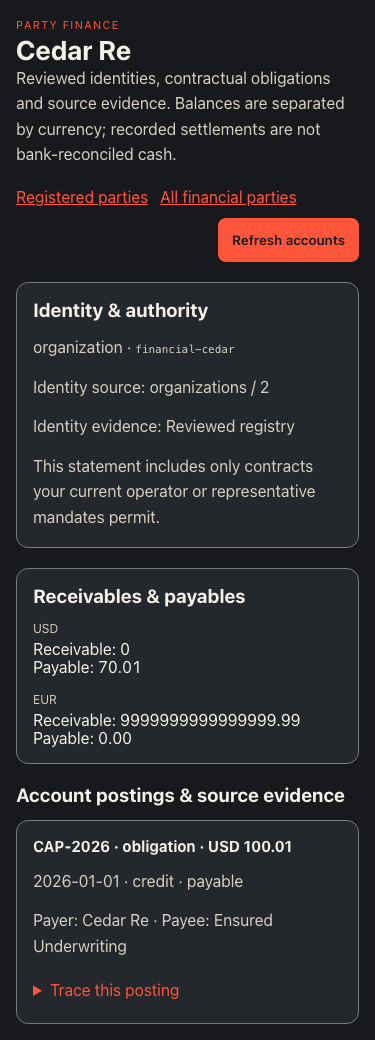 PARTY FINANCE
Cedar Re
Reviewed identities, contractual obligations
and source evidence. Balances are separated
by currency; recorded settlements are not
bank-reconciled cash.
Registered parties All financial parties
Refresh accounts
Identity & authority
organization · financial-cedar
Identity source: organizations / 2
Identity evidence: Reviewed registry
This statement includes only contracts
your current operator or representative
mandates permit.
Receivables & payables
USD
Receivable: 0
Payable: 70.01
EUR
Receivable: 9999999999999999.99
Payable: 0.00
Account postings & source evidence
CAP-2026 · obligation · USD 100.01
2026-01-01 · credit · payable
Payer: Cedar Re · Payee: Ensured
Underwriting
Trace this posting